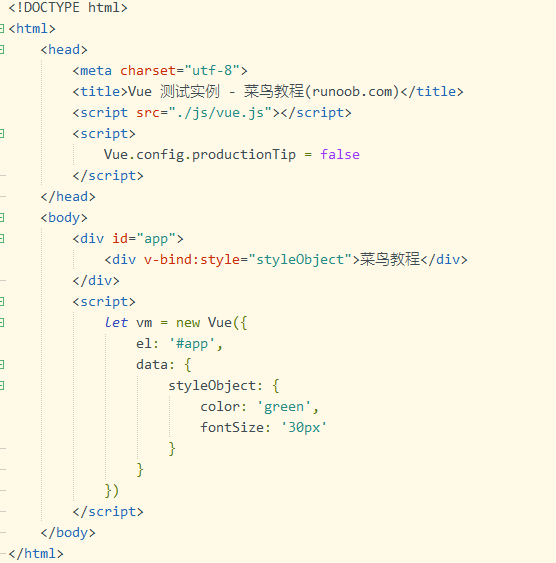 <!DOCTYPE html>
<html>
    <head>
        <meta charset="utf-8">
        <title>Vue 测试实例 - 菜鸟教程(runoob.com)</title>
        <script src="./js/vue.js"></script>
        <script>
            Vue.config.productionTip = false
        </script>
    </head>
    <body>
        <div id="app">
            <div v-bind:style="styleObject">菜鸟教程</div>
        </div>
        <script>
            let vm = new Vue({
                el: '#app',
                data: {
                    styleObject: {
                        color: 'green',
                        fontSize: '30px'
                    }
                }
            })
        </script>
    </body>
</html>